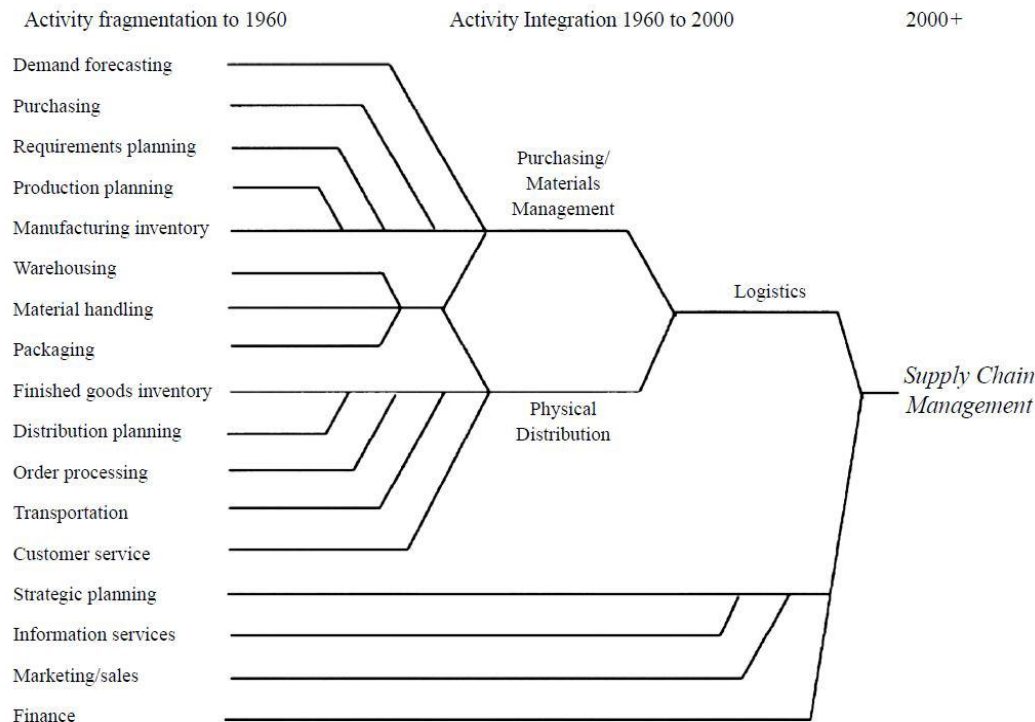 Activity fragmentation to 1960
Activity Integration 1960 to 2000
2000+
Demand forecasting
Purchasing
Requirements planning
Production planning
Manufacturing inventory
Warehousing
Material handling
Packaging
Finished goods inventory
Distribution planning
Order processing
Transportation
Customer service
Strategic planning
Information services
Marketing/sales
Finance
Purchasing/
Materials
Management
Physical
Distribution
Logistics
Supply Chain
Management